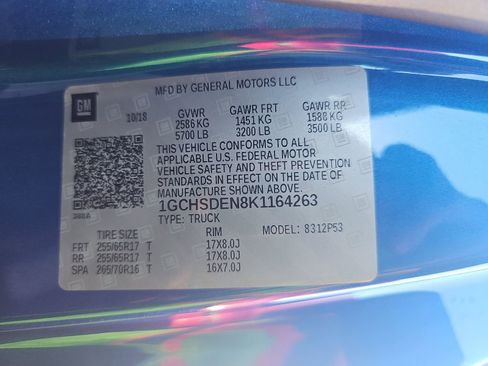 MFD BY GENERAL MOTORS LLC
GM
10/18
GVWR GAWR FRT GAWR RR
2586 KG 1451 KG 1588 KG
5700 LB 3200 LB 3500 LB
THIS VEHICLE CONFORMS TO ALL
APPLICABLE U.S. FEDERAL MOTOR
VEHICLE SAFETY AND THEFT PREVENTION
STANDARDS IN EFFECT ON THE DATE OF
MANUFACTURE SHOWN ABOVE.
1GCHSDEN8K1164263
TYPE: TRUCK
TIRE SIZE RIM MODEL: 8312P53
FRT 255/65R17 T 17X8.0J
RR 255/65R17 T 17X8.0J
SPA 265/70R16 T 16X7.0J